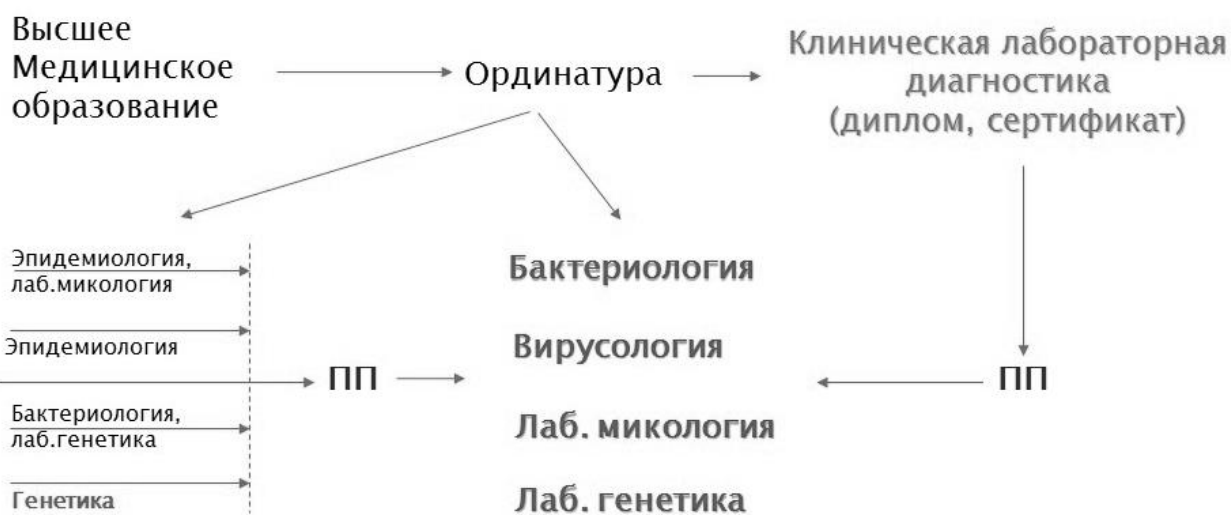 Высшее
Медицинское
образование
Ординатура
Клиническая лабораторная
диагностика
(диплом, сертификат)
Эпидемиология,
лаб.микология
Эпидемиология
ПП
Бактериология,
лаб.генетика
Генетика
Бактериология
Вирусология
Лаб. микология
Лаб. генетика
ПП